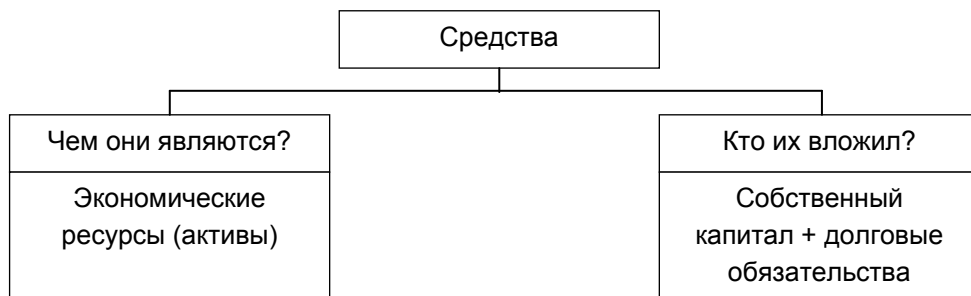 Средства
Чем они являются?
Экономические
ресурсы (активы)
Кто их вложил?
Собственный
капитал + долговые
обязательства